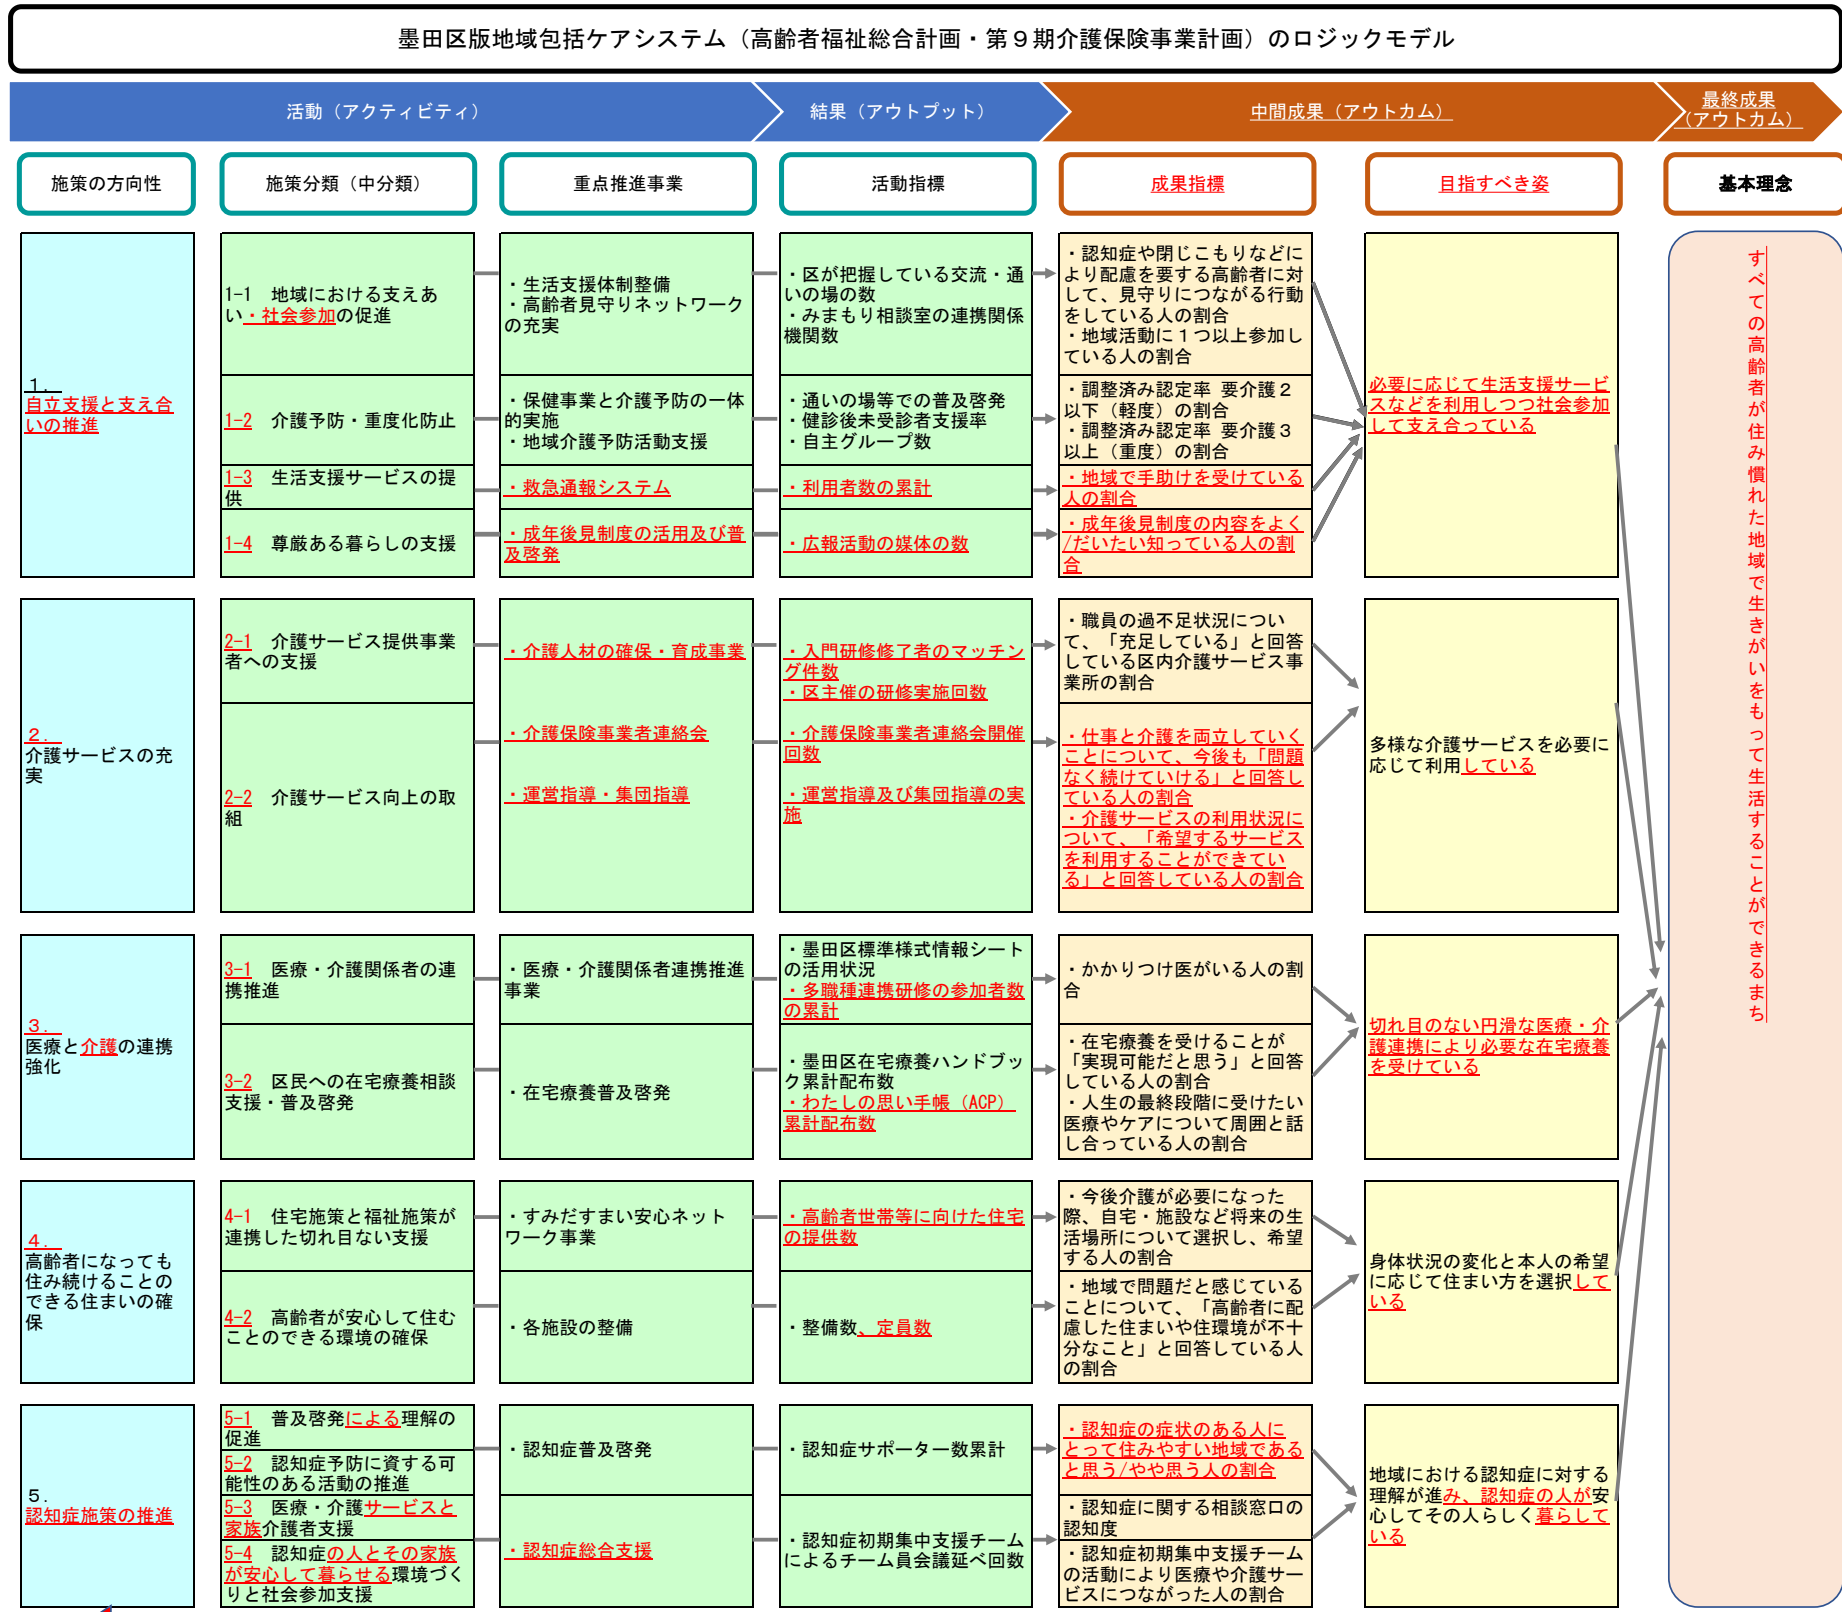 墨田区版地域包括ケアシステム（高齢者福祉総合計画・第９期介護保険事業計画）のロジックモデル
活動（アクティビティ）
結果（アウトプット）
中間成果（アウトカム）
最終成果
（アウトカム）
施策の方向性
施策分類（中分類）
重点推進事業
活動指標
成果指標
目指すべき姿
基本理念
１．
自立支援と支え合
いの推進
1-1　地域における支えあ
い・社会参加の促進
・生活支援体制整備
・高齢者見守りネットワーク
の充実
・区が把握している交流・通
いの場の数
・みまもり相談室の連携関係
機関数
・認知症や閉じこもりなどに
より配慮を要する高齢者に対
して、見守りにつながる行動
をしている人の割合
・地域活動に１つ以上参加し
ている人の割合
1-2　介護予防・重度化防止
・保健事業と介護予防の一体
的実施
・地域介護予防活動支援
・通いの場等での普及啓発
・健診後未受診者支援率
・自主グループ数
・調整済み認定率 要介護２
以下（軽度）の割合
・調整済み認定率 要介護３
以上（重度）の割合
1-3　生活支援サービスの提
供
・救急通報システム
・利用者数の累計
・地域で手助けを受けている
人の割合
1-4　尊厳ある暮らしの支援
・成年後見制度の活用及び普
及啓発
・広報活動の媒体の数
・成年後見制度の内容をよく
/だいたい知っている人の割
合
必要に応じて生活支援サービ
スなどを利用しつつ社会参加
して支え合っている
２．
介護サービスの充
実
2-1　介護サービス提供事業
者への支援
・介護人材の確保・育成事業
・入門研修修了者のマッチン
グ件数
・区主催の研修実施回数
・職員の過不足状況につい
て、「充足している」と回答
している区内介護サービス事
業所の割合
2-2　介護サービス向上の取
組
・介護保険事業者連絡会
・運営指導・集団指導
・介護保険事業者連絡会開催
回数
・運営指導及び集団指導の実
施
・仕事と介護を両立していく
ことについて、今後も「問題
なく続けていける」と回答し
ている人の割合
・介護サービスの利用状況に
ついて、「希望するサービス
を利用することができてい
る」と回答している人の割合
多様な介護サービスを必要に
応じて利用している
３．
医療と介護の連携
強化
3-1　医療・介護関係者の連
携推進
・医療・介護関係者連携推進
事業
・墨田区標準様式情報シート
の活用状況
・多職種連携研修の参加者数
の累計
・かかりつけ医がいる人の割
合
3-2　区民への在宅療養相談
支援・普及啓発
・在宅療養普及啓発
・墨田区在宅療養ハンドブッ
ク累計配布数
・わたしの思い手帳（ACP）
累計配布数
・在宅療養を受けることが
「実現可能だと思う」と回答
している人の割合
・人生の最終段階に受けたい
医療やケアについて周囲と話
し合っている人の割合
切れ目のない円滑な医療・介
護連携により必要な在宅療養
を受けている
４．
高齢者になっても
住み続けることの
できる住まいの確
保
4-1　住宅施策と福祉施策が
連携した切れ目ない支援
・すみだすまい安心ネット
ワーク事業
・高齢者世帯等に向けた住宅
の提供数
・今後介護が必要になった
際、自宅・施設など将来の生
活場所について選択し、希望
する人の割合
4-2　高齢者が安心して住む
ことのできる環境の確保
・各施設の整備
・整備数、定員数
・地域で問題だと感じている
ことについて、「高齢者に配
慮した住まいや住環境が不十
分なこと」と回答している人
の割合
身体状況の変化と本人の希望
に応じて住まい方を選択して
いる
５．
認知症施策の推進
5-1　普及啓発による理解の
促進
5-2　認知症予防に資する可
能性のある活動の推進
・認知症普及啓発
・認知症サポーター数累計
・認知症の症状のある人に
とって住みやすい地域である
と思う/やや思う人の割合
5-3　医療・介護サービスと
家族介護者支援
5-4　認知症の人とその家族
が安心して暮らせる環境づく
りと社会参加支援
・認知症総合支援
・認知症初期集中支援チーム
によるチーム員会議延べ回数
・認知症に関する相談窓口の
認知度
・認知症初期集中支援チーム
の活動により医療や介護サー
ビスにつながった人の割合
地域における認知症に対する
理解が進み、認知症の人が安
心してその人らしく暮らして
いる
すべての高齢者が住み慣れた地域で生きがいをもって生活することができるまち